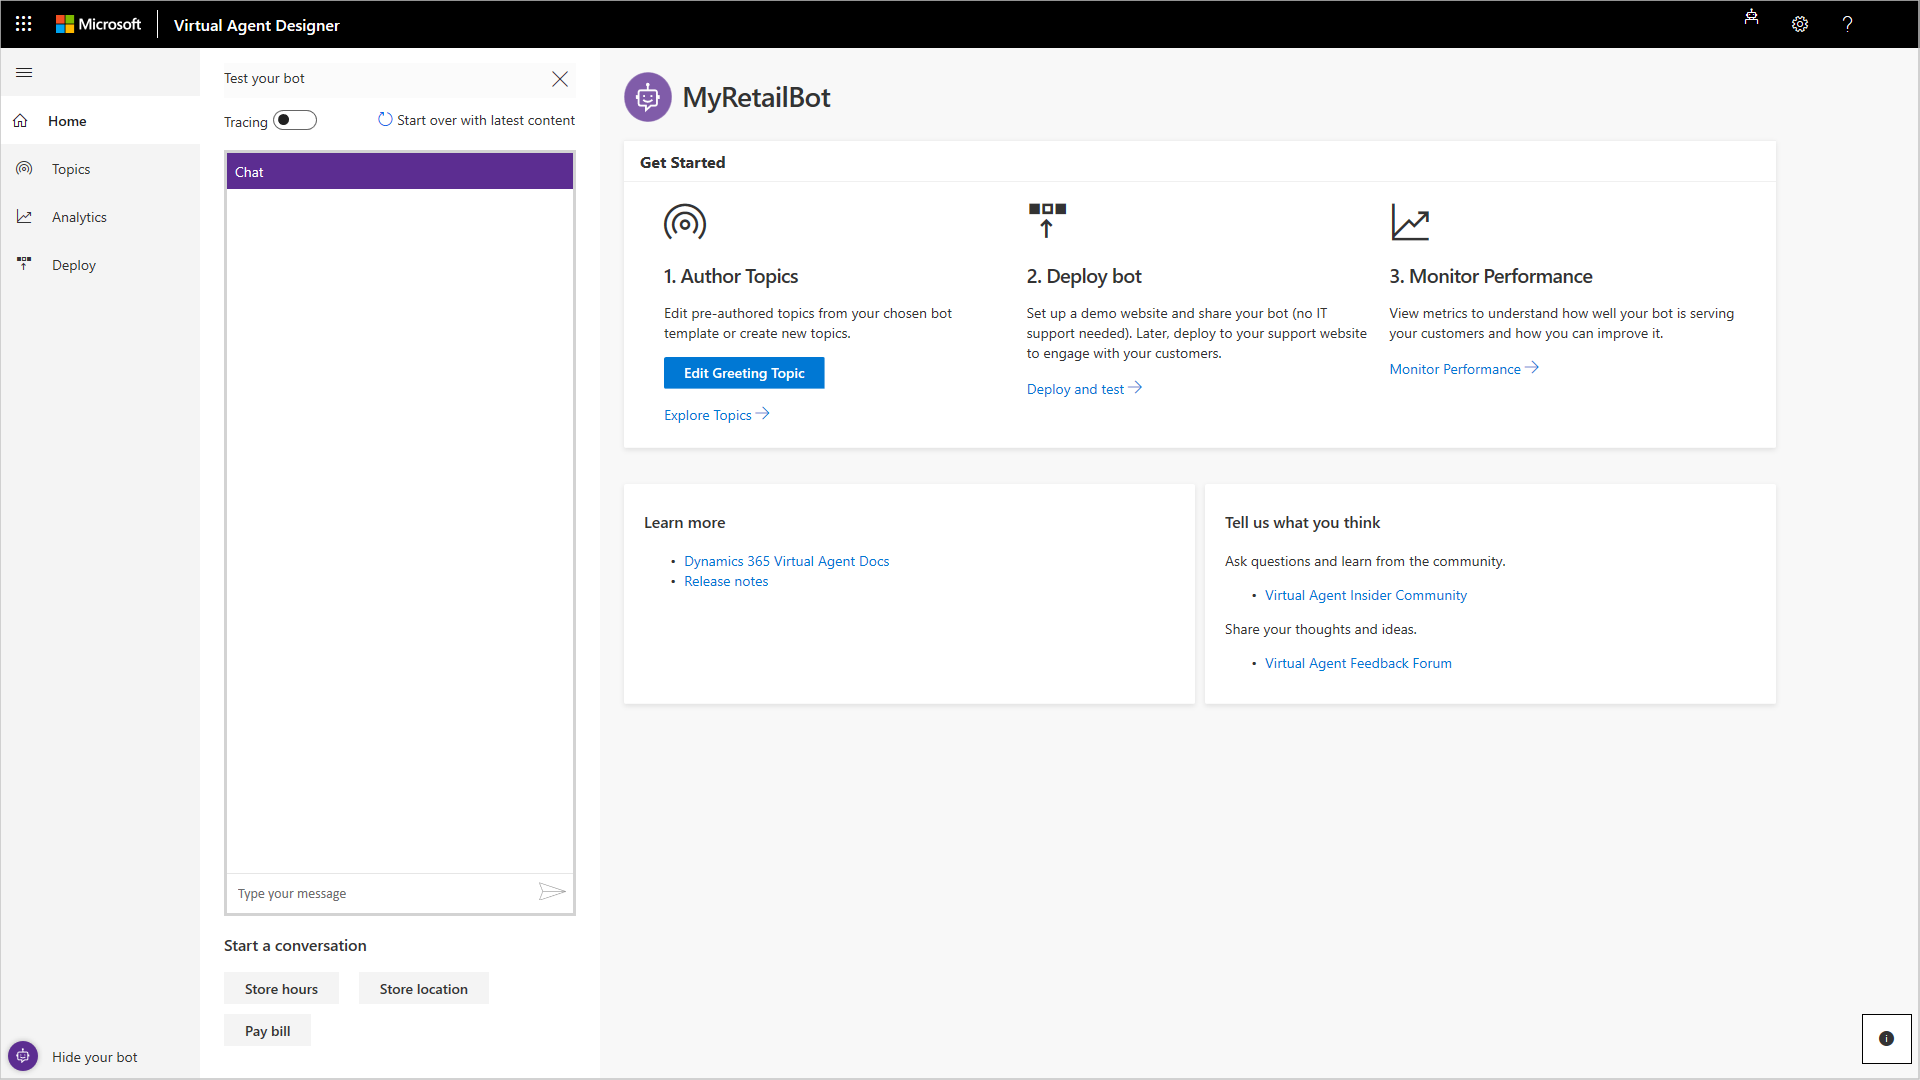 Microsoft
Virtual Agent Designer
Home
Topics
Analytics
Deploy
Hide your bot
Test your bot
Tracing
Start over with latest content
Chat
Type your message
Start a conversation
Store hours
Store location
Pay bill
MyRetailBot
Get Started
1. Author Topics
Edit pre-authored topics from your chosen bot
template or create new topics.
Edit Greeting Topic
Explore Topics
2. Deploy bot
Set up a demo website and share your bot (no IT
support needed). Later, deploy to your support website
to engage with your customers.
Deploy and test
3. Monitor Performance
View metrics to understand how well your bot is serving
your customers and how you can improve it.
Monitor Performance
Learn more
• Dynamics 365 Virtual Agent Docs
• Release notes
Tell us what you think
Ask questions and learn from the community.
• Virtual Agent Insider Community
Share your thoughts and ideas.
• Virtual Agent Feedback Forum